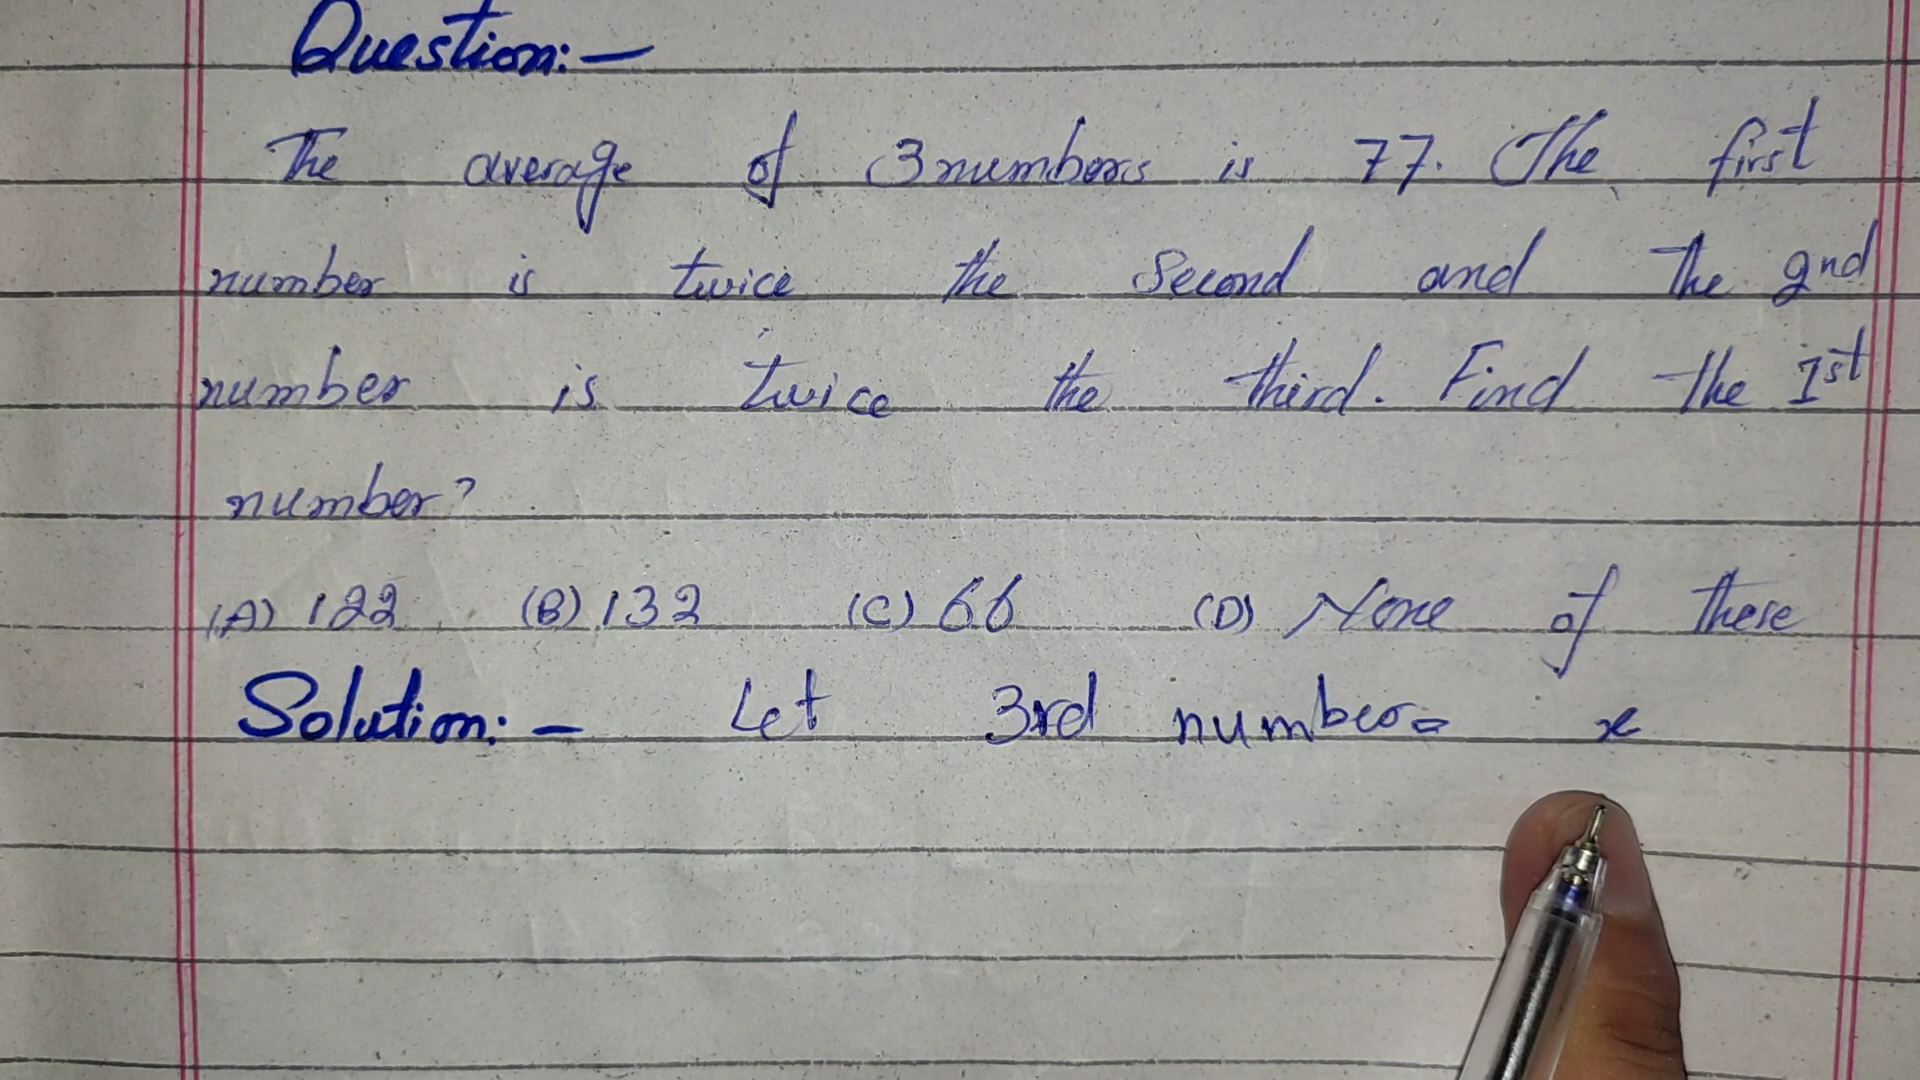 Question:-
The average of 3 numbers is 77. The first
number is twice the Second and the 2nd
number is twice the third. Find the 1st
number?
(A) 122 (B) 132 (C) 66 (D) None of these
Solution:- Let 3rd number = x